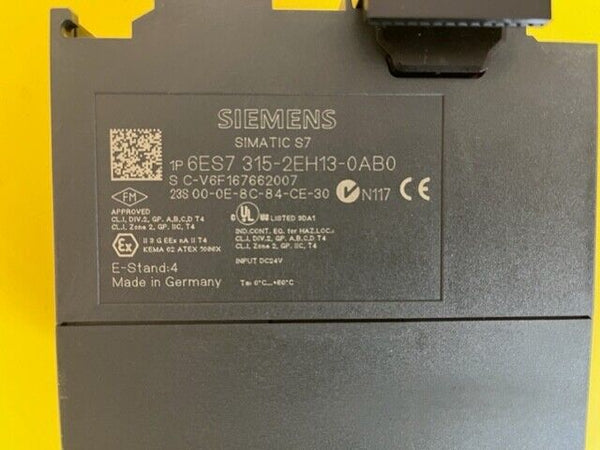 SIEMENS
SIMATIC S7
1P 6ES7 315-2EH13-0AB0
S C-V6F167662007
23S 00-0E-8C-84-CE-30
N117
CE
FM
APPROVED
CL.I, DIV.2, GP. A,B,C,D T4
CL.I, Zone 2, GP. IIC, T4
Ex
II 3 G EEx nA II T4
KEMA 02 ATEX
E-Stand:4
Made in Germany
c UL us LISTED 9DA1
IND.CONT. EQ. for HAZ.LOC.:
CL.I, DIV.2, GP. A,B,C,D T4
CL.I, Zone 2, GP. IIC, T4
INPUT DC24V
Ta: 0°C...+60°C